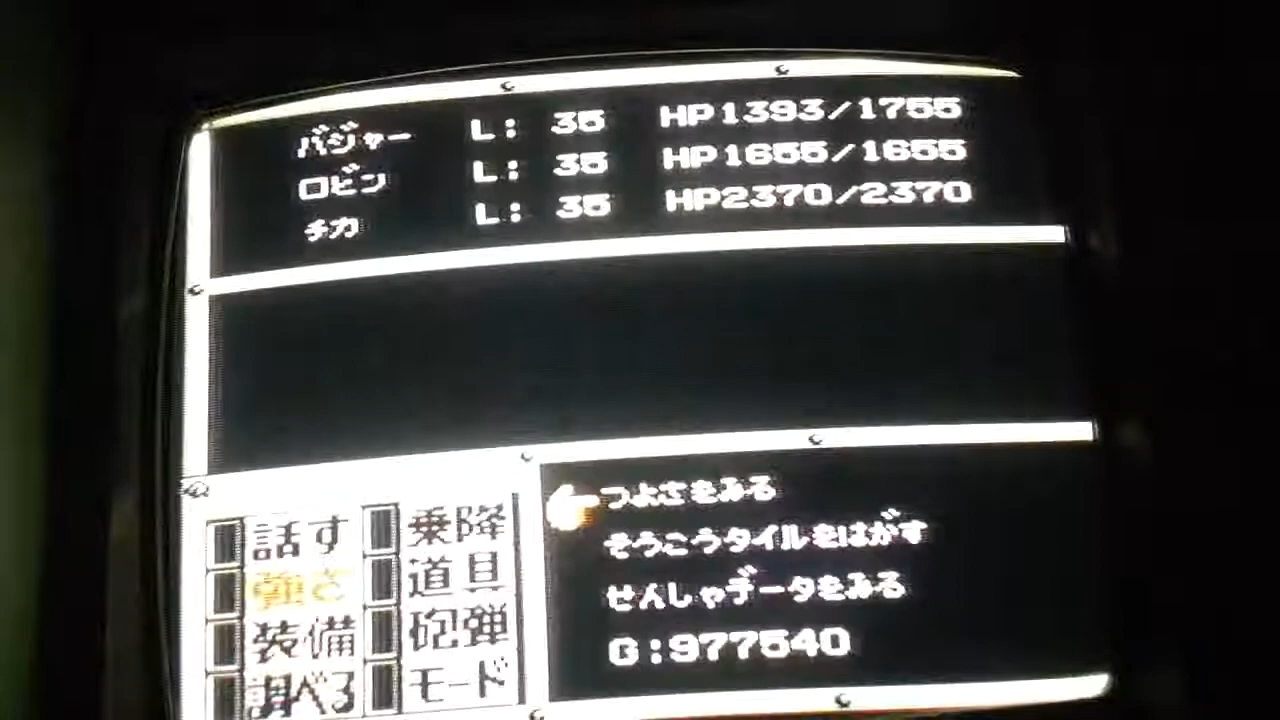 バジャー L: 35 HP1393/1755
ロビン L: 35 HP1655/1655
チカ L: 35 HP2370/2370
話す 乗降
強さ 道具
装備 砲弾
調べる モード
つよさをみる
そうこうタイルをはがす
せんしゃデータをみる
G:977540